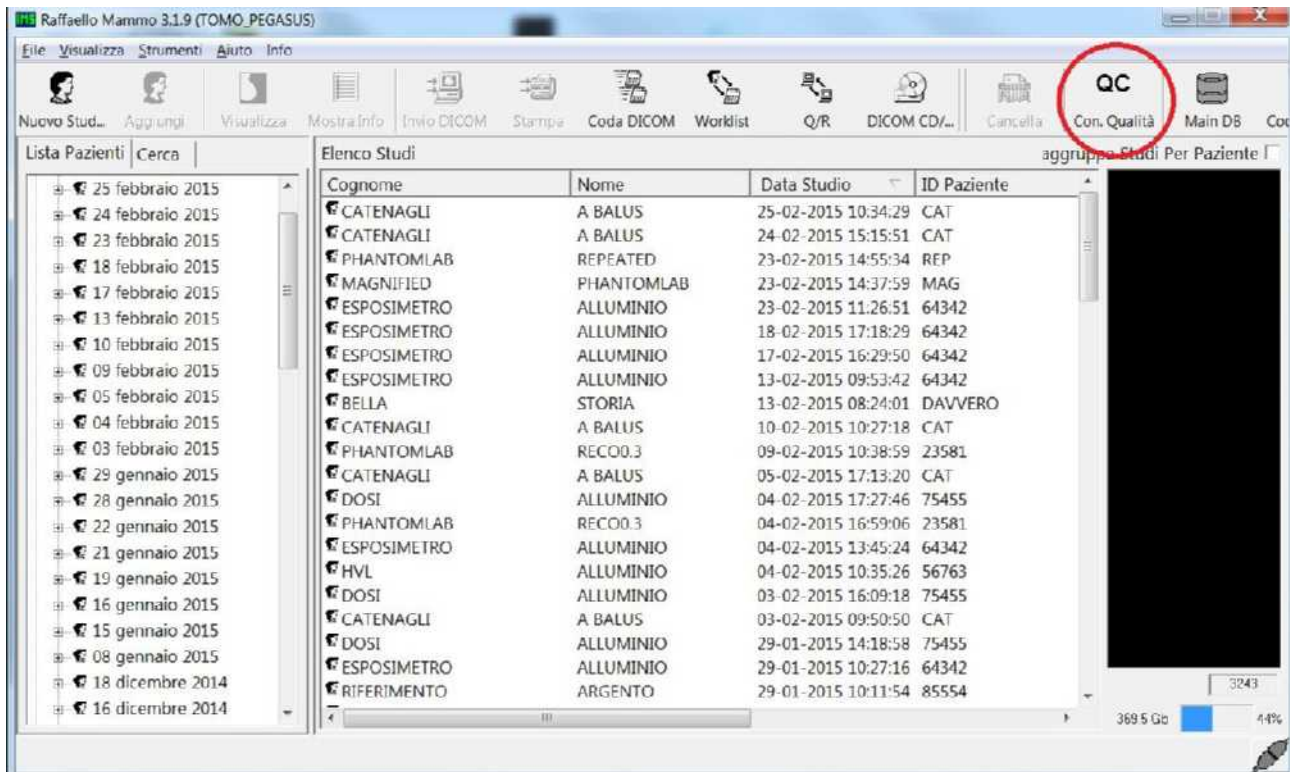 Raffaello Mammo 3.1.9 (TOMO_PEGASUS)
File Visualizza Strumenti Aiuto Info
Nuovo Stud... Aggiungi Visualizza Mostra Info Invio DICOM Stampa Coda DICOM Worklist Q/R DICOM CD/... Cancella QC Con. Qualità Main DB
Lista Pazienti Cerca Elenco Studi aggruppa Studi Per Paziente
Cognome Nome Data Studio ID Paziente
25 febbraio 2015
24 febbraio 2015
23 febbraio 2015
18 febbraio 2015
17 febbraio 2015
13 febbraio 2015
10 febbraio 2015
09 febbraio 2015
05 febbraio 2015
04 febbraio 2015
03 febbraio 2015
29 gennaio 2015
28 gennaio 2015
22 gennaio 2015
21 gennaio 2015
19 gennaio 2015
16 gennaio 2015
15 gennaio 2015
08 gennaio 2015
18 dicembre 2014
16 dicembre 2014
CATENAGLI A BALUS 25-02-2015 10:34:29 CAT
CATENAGLI A BALUS 24-02-2015 15:15:51 CAT
PHANTOMLAB REPEATED 23-02-2015 14:55:34 REP
MAGNIFIED PHANTOMLAB 23-02-2015 14:37:59 MAG
ESPOSIMETRO ALLUMINIO 23-02-2015 11:26:51 64342
ESPOSIMETRO ALLUMINIO 18-02-2015 17:18:29 64342
ESPOSIMETRO ALLUMINIO 17-02-2015 16:29:50 64342
ESPOSIMETRO ALLUMINIO 13-02-2015 09:53:42 64342
BELLA STORIA 13-02-2015 08:24:01 DAVVERO
CATENAGLI A BALUS 10-02-2015 10:27:18 CAT
PHANTOMLAB RECO0.3 09-02-2015 10:38:59 23581
CATENAGLI A BALUS 05-02-2015 17:13:20 CAT
DOSI ALLUMINIO 04-02-2015 17:27:46 75455
PHANTOMLAB RECO0.3 04-02-2015 16:59:06 23581
ESPOSIMETRO ALLUMINIO 04-02-2015 13:45:24 64342
HVL ALLUMINIO 04-02-2015 10:35:26 56763
DOSI ALLUMINIO 03-02-2015 16:09:18 75455
CATENAGLI A BALUS 03-02-2015 09:50:50 CAT
DOSI ALLUMINIO 29-01-2015 14:18:58 75455
ESPOSIMETRO ALLUMINIO 29-01-2015 10:27:16 64342
RIFERIMENTO ARGENTO 29-01-2015 10:11:54 85554
3243
369.5 Gb 44%